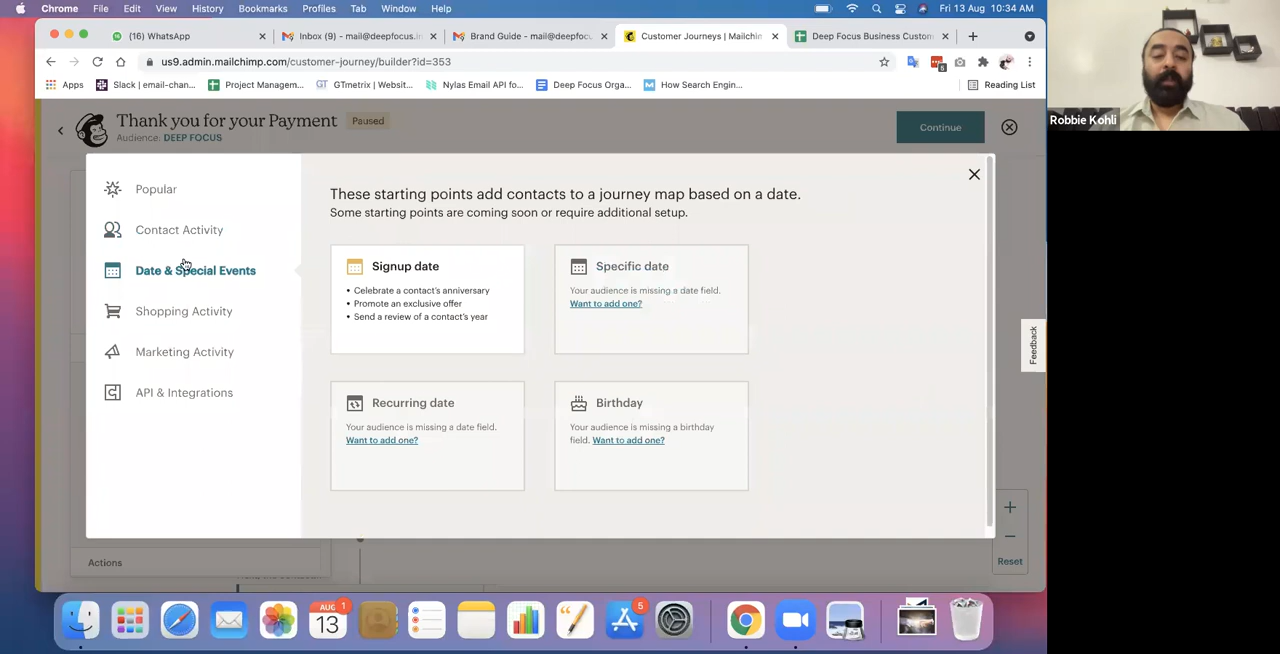 Chrome File Edit View History Bookmarks Profiles Tab Window Help Fri 13 Aug 10:34 AM
(16) WhatsApp
Inbox (9) - mail@deepfocus.in
Brand Guide - mail@deepfocu
Customer Journeys | Mailchim
Deep Focus Business Custom
us9.admin.mailchimp.com/customer-journey/builder?id=353
6
Apps Slack | email-chan... Project Managem... GTmetrix | Websit... Nylas Email API fo... Deep Focus Orga... How Search Engin... Reading List
Thank you for your Payment Paused
Audience: DEEP FOCUS
Continue
Popular
Contact Activity
Date & Special Events
Shopping Activity
Marketing Activity
API & Integrations
These starting points add contacts to a journey map based on a date.
Some starting points are coming soon or require additional setup.
Signup date
• Celebrate a contact's anniversary
• Promote an exclusive offer
• Send a review of a contact's year
Specific date
Your audience is missing a date field.
Want to add one?
Recurring date
Your audience is missing a date field.
Want to add one?
Birthday
Your audience is missing a birthday
field. Want to add one?
Feedback
Reset
Actions
Robbie Kohli
AUG 1
13
5